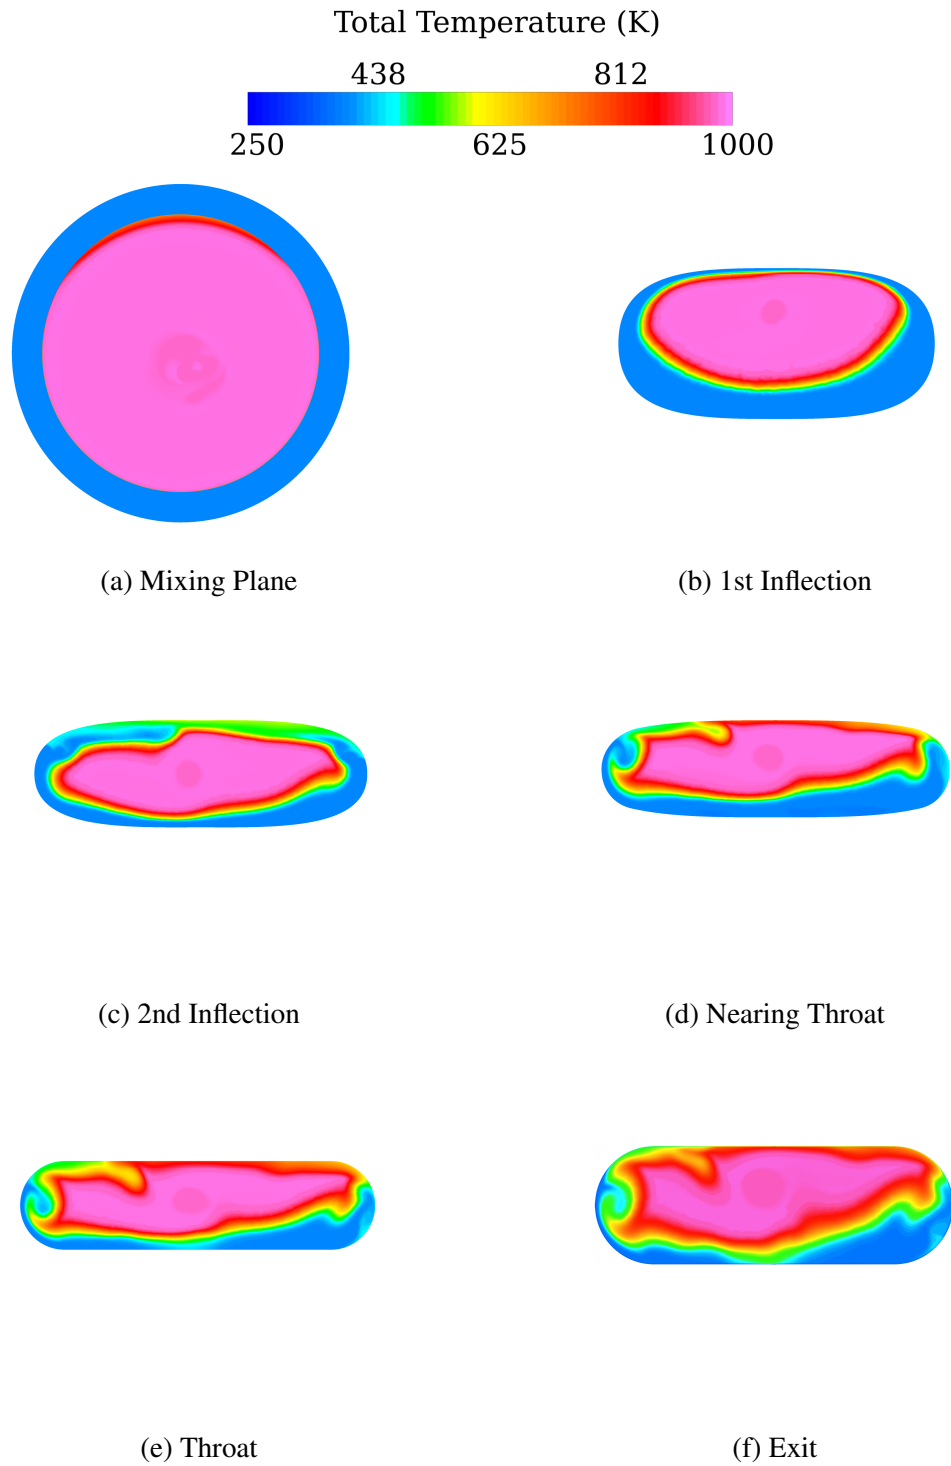 Total Temperature (K)
438 812
250 625 1000
(a) Mixing Plane
(b) 1st Inflection
(c) 2nd Inflection
(d) Nearing Throat
(e) Throat
(f) Exit